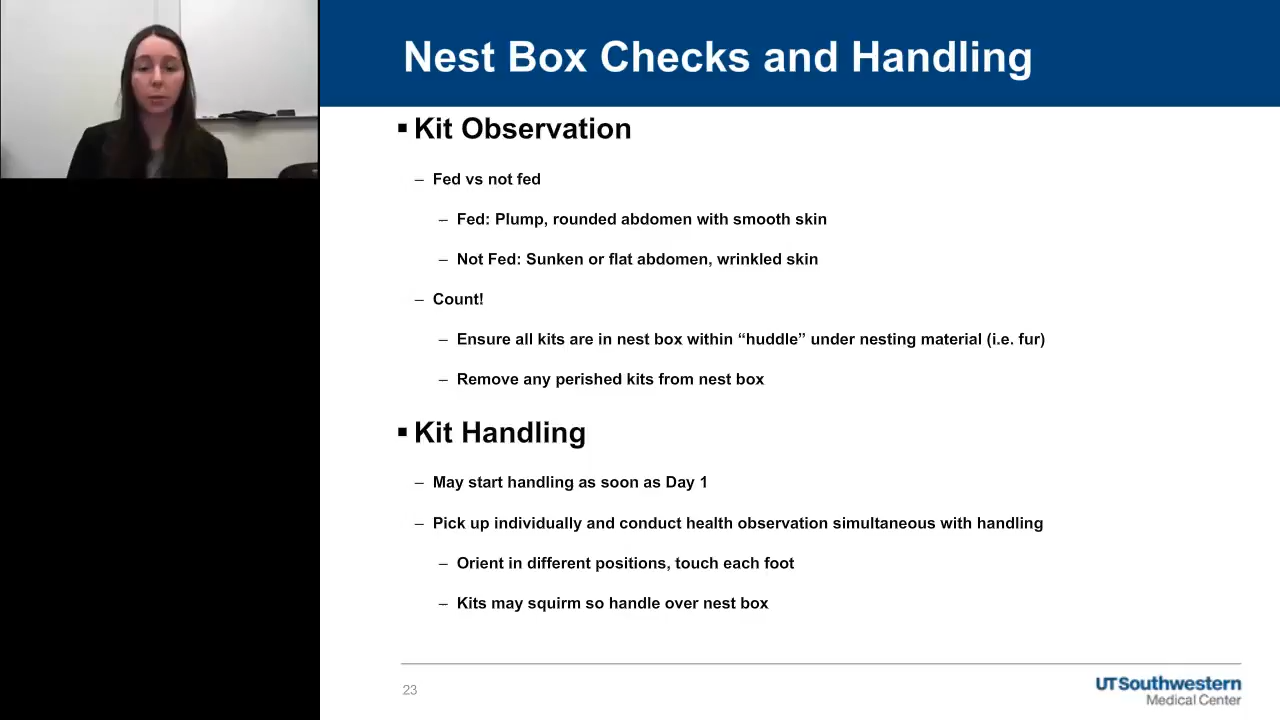 Nest Box Checks and Handling
▪ Kit Observation
– Fed vs not fed
– Fed: Plump, rounded abdomen with smooth skin
– Not Fed: Sunken or flat abdomen, wrinkled skin
– Count!
– Ensure all kits are in nest box within “huddle” under nesting material (i.e. fur)
– Remove any perished kits from nest box
▪ Kit Handling
– May start handling as soon as Day 1
– Pick up individually and conduct health observation simultaneous with handling
– Orient in different positions, touch each foot
– Kits may squirm so handle over nest box
23
UTSouthwestern
Medical Center